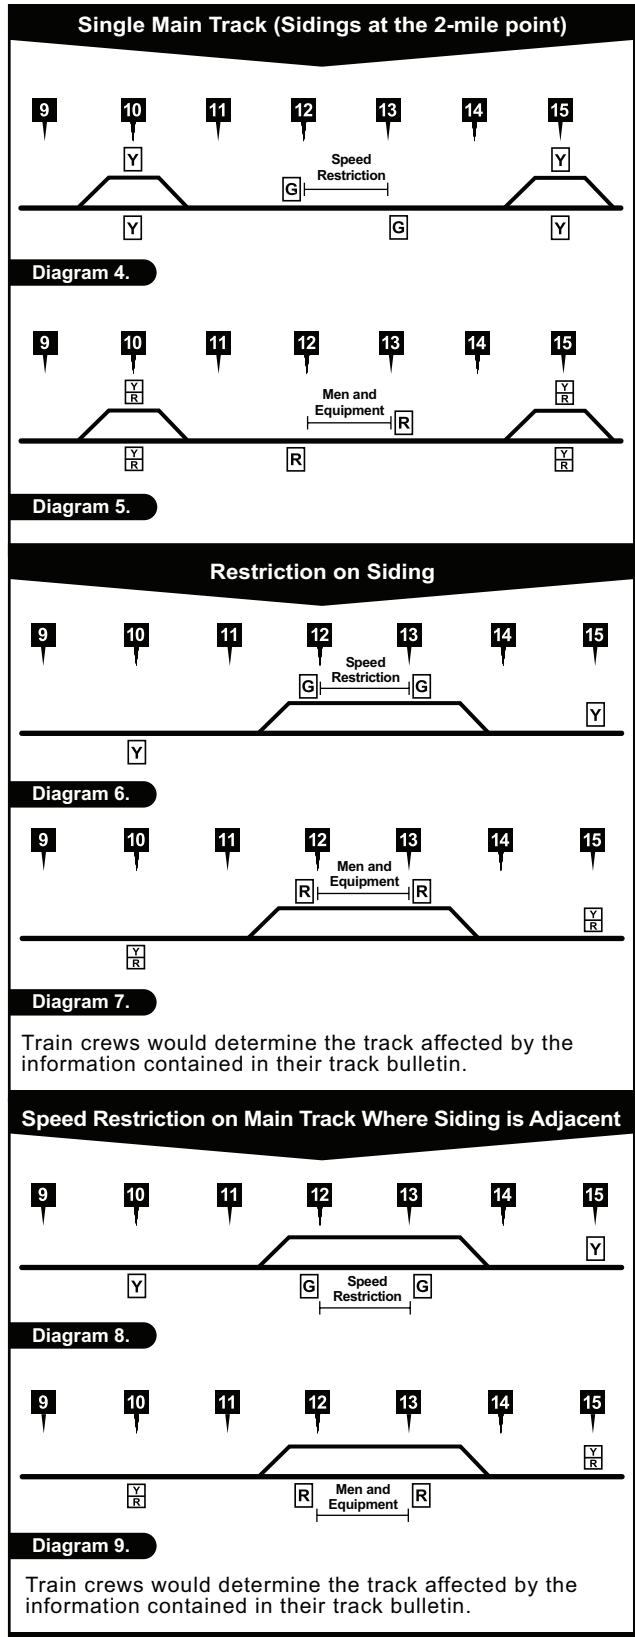 Single Main Track (Sidings at the 2-mile point)
9 10 11 12 13 14 15
Y Y
Speed
Restriction
G
Y G Y
Diagram 4.
9 10 11 12 13 14 15
Y Y
R R
Men and
Equipment
R
Y R Y
R R
Diagram 5.
Restriction on Siding
9 10 11 12 13 14 15
Speed
Restriction
G G
Y
Y
Diagram 6.
9 10 11 12 13 14 15
Men and
Equipment
R R
Y
R
Y
R
Diagram 7.
Train crews would determine the track affected by the
information contained in their track bulletin.
Speed Restriction on Main Track Where Siding is Adjacent
9 10 11 12 13 14 15
Y
Y G Speed G
Restriction
Diagram 8.
9 10 11 12 13 14 15
Y
R
Y
R
R Men and R
Equipment
Diagram 9.
Train crews would determine the track affected by the
information contained in their track bulletin.